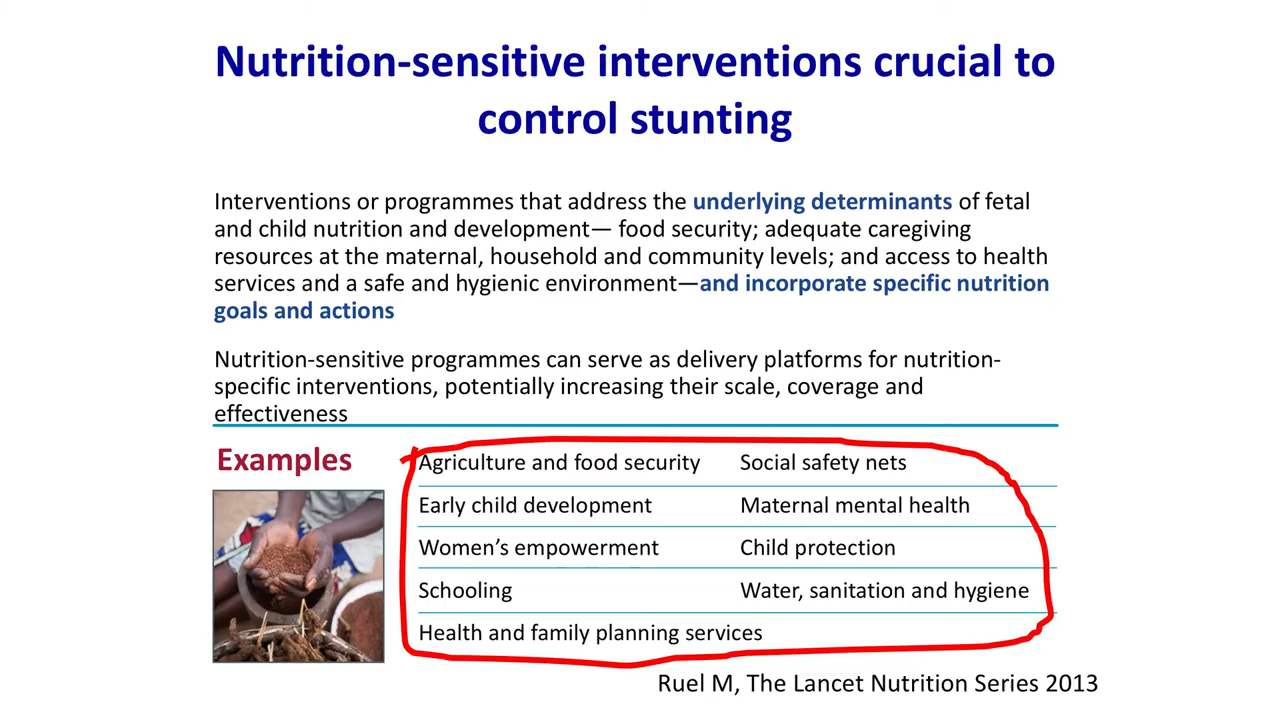 Nutrition-sensitive interventions crucial to
control stunting
Interventions or programmes that address the underlying determinants of fetal
and child nutrition and development— food security; adequate caregiving
resources at the maternal, household and community levels; and access to health
services and a safe and hygienic environment—and incorporate specific nutrition
goals and actions
Nutrition-sensitive programmes can serve as delivery platforms for nutrition-
specific interventions, potentially increasing their scale, coverage and
effectiveness
Examples
Agriculture and food security Social safety nets
Early child development Maternal mental health
Women’s empowerment Child protection
Schooling Water, sanitation and hygiene
Health and family planning services
Ruel M, The Lancet Nutrition Series 2013